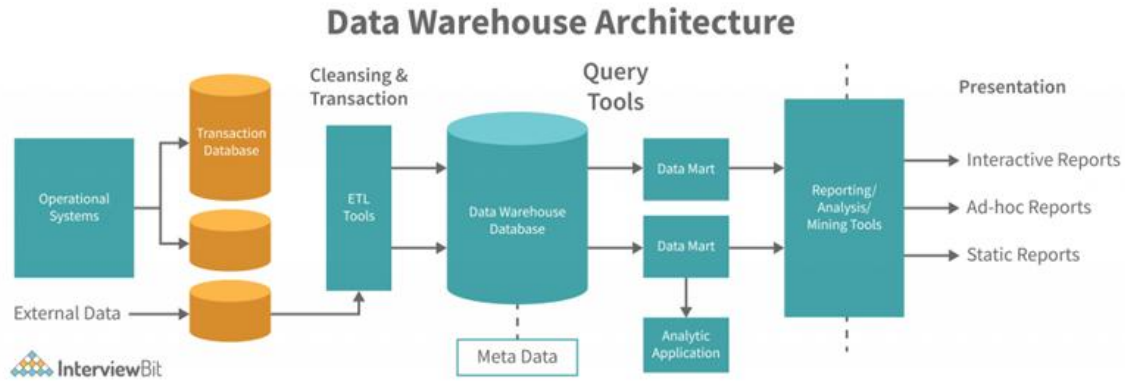 Data Warehouse Architecture
Cleansing &
Transaction
Query
Tools
Presentation
Transaction
Database
Operational
Systems
ETL
Tools
Data Warehouse
Database
Data Mart
Data Mart
Reporting/
Analysis/
Mining Tools
Interactive Reports
Ad-hoc Reports
Static Reports
External Data
Meta Data
Analytic
Application
InterviewBit